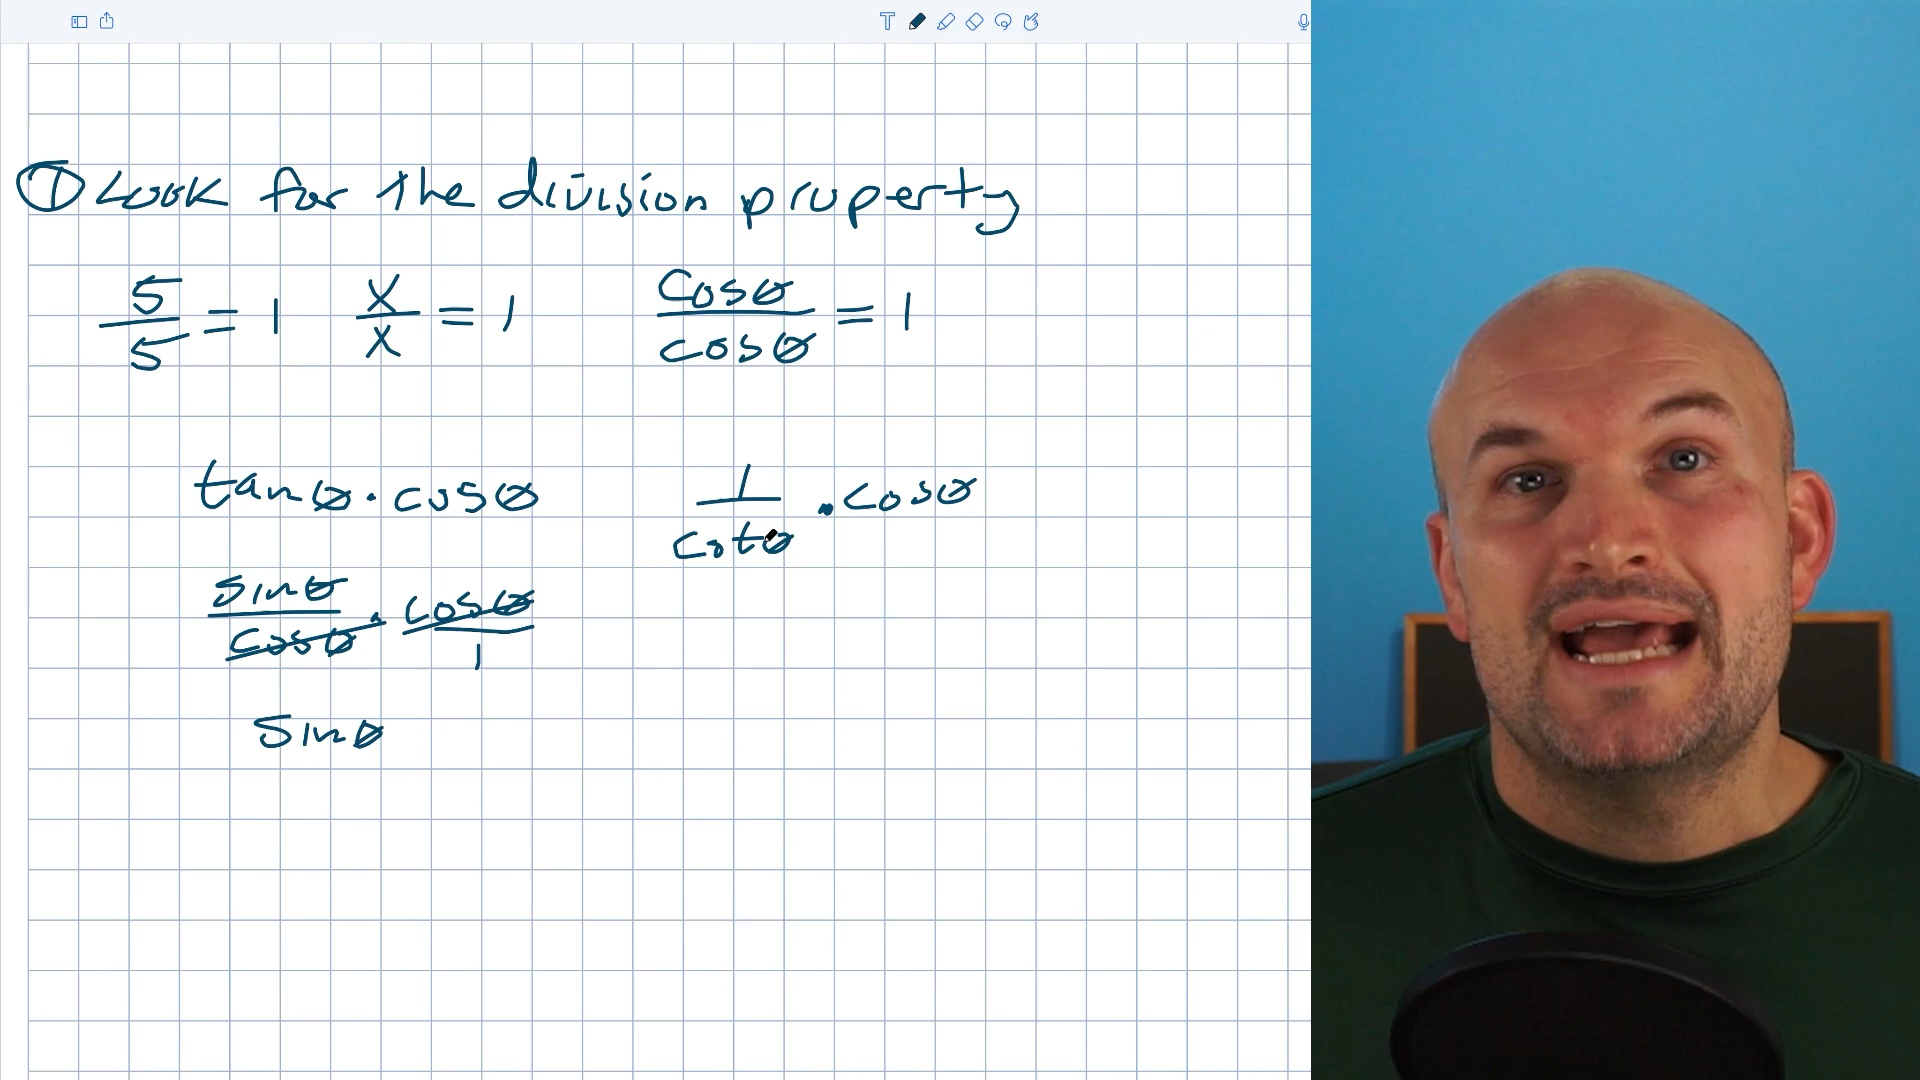 ① Look for the division property
5/5 = 1   x/x = 1   cosθ/cosθ = 1
tanθ · cosθ   1/cotθ · cosθ
sinθ/cosθ · cosθ/1
sinθ